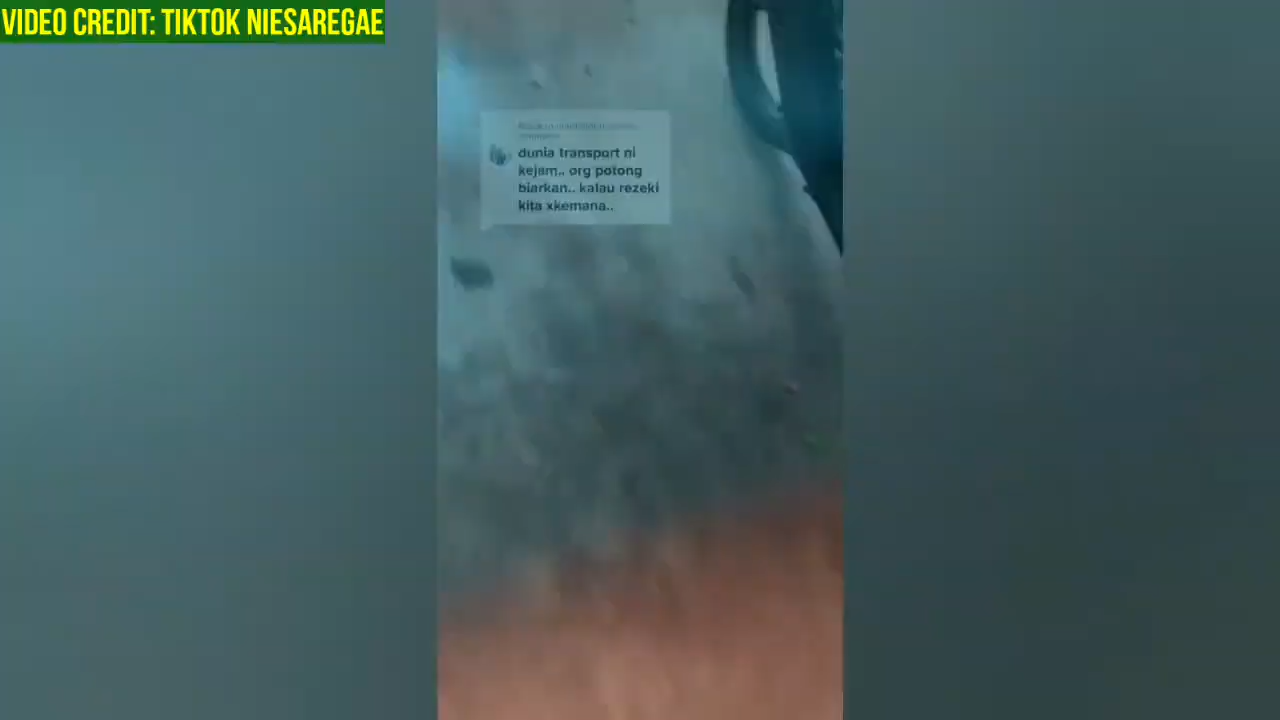 VIDEO CREDIT: TIKTOK NIESAREGAE
dunia transport ni
kejam.. org potong
biarkan.. kalau rezeki
kita xkemana..